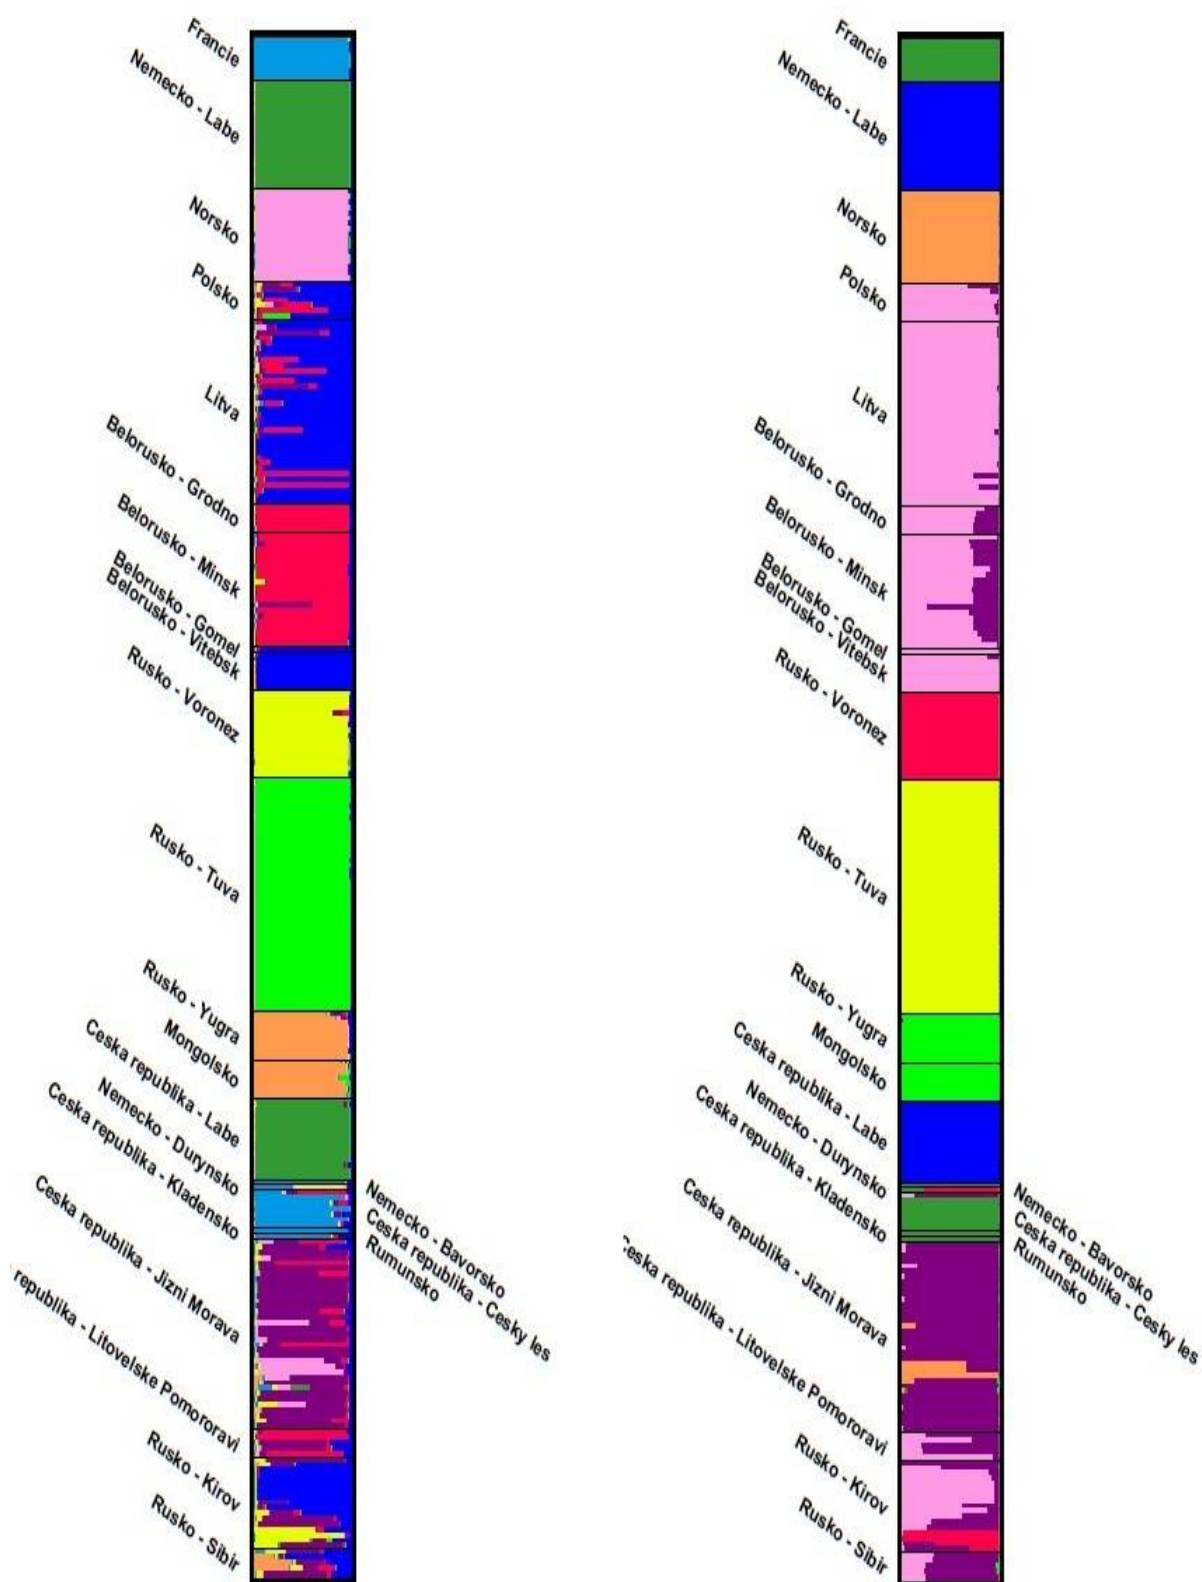 Francie
Nemecko - Labe
Norsko
Polsko
Litva
Belorusko - Grodno
Belorusko - Minsk
Belorusko - Gomel
Belorusko - Vitebsk
Rusko - Voronez
Rusko - Tuva
Rusko - Yugra
Mongolsko
Ceska republika - Labe
Nemecko - Durynsko
Ceska republika - Kladensko
Nemecko - Bavorsko
Ceska republika - Cesky les
Rumunsko
Ceska republika - Jizni Morava
republika - Litovelske Pomororavi
Rusko - Kirov
Rusko - Sibir
Francie
Nemecko - Labe
Norsko
Polsko
Litva
Belorusko - Grodno
Belorusko - Minsk
Belorusko - Gomel
Belorusko - Vitebsk
Rusko - Voronez
Rusko - Tuva
Rusko - Yugra
Mongolsko
Ceska republika - Labe
Nemecko - Durynsko
Ceska republika - Kladensko
Nemecko - Bavorsko
Ceska republika - Cesky les
Rumunsko
Ceska republika - Jizni Morava
Ceska republika - Litovelske Pomororavi
Rusko - Kirov
Rusko - Sibir